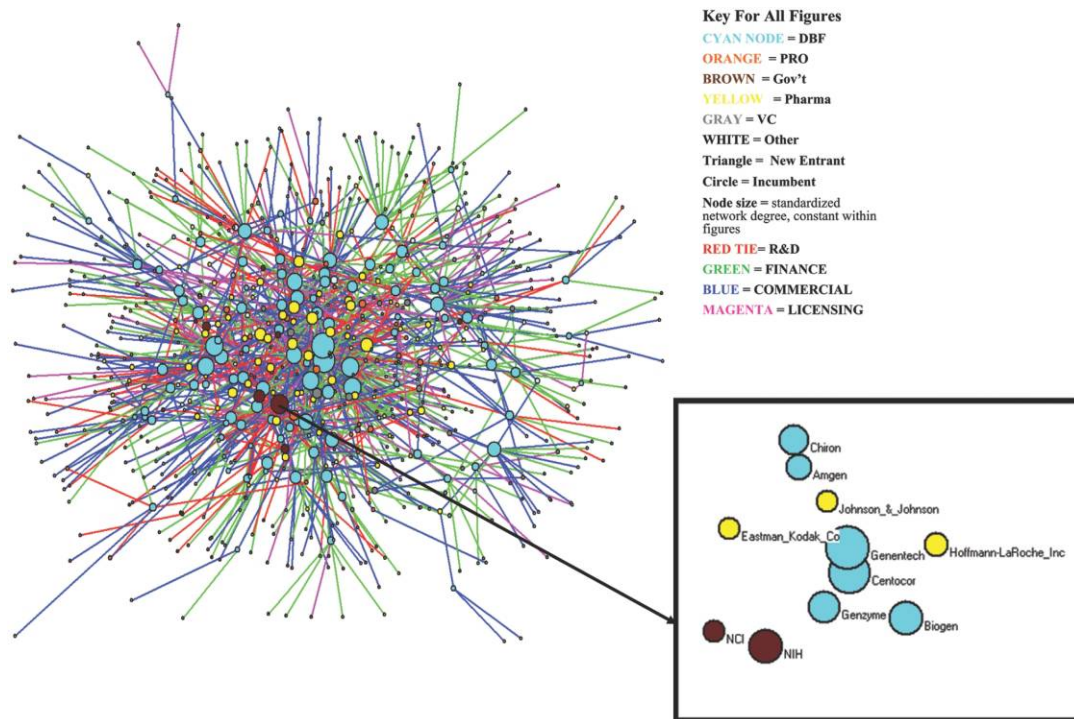 Key For All Figures
CYAN NODE = DBF
ORANGE = PRO
BROWN = Gov't
YELLOW = Pharma
GRAY = VC
WHITE = Other
Triangle = New Entrant
Circle = Incumbent
Node size = standardized
network degree, constant within
figures
RED TIE= R&D
GREEN = FINANCE
BLUE = COMMERCIAL
MAGENTA = LICENSING
Chiron
Amgen
Johnson_&_Johnson
Eastman_Kodak_Co
Genentech
Hoffmann-LaRoche_Inc
Centocor
Genzyme
Biogen
NCI
NIH